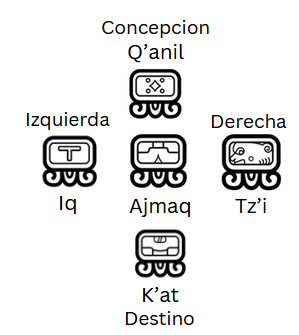 Concepcion
Q'anil
Izquierda
Derecha
Iq
Ajmaq
Tz'i
K'at
Destino